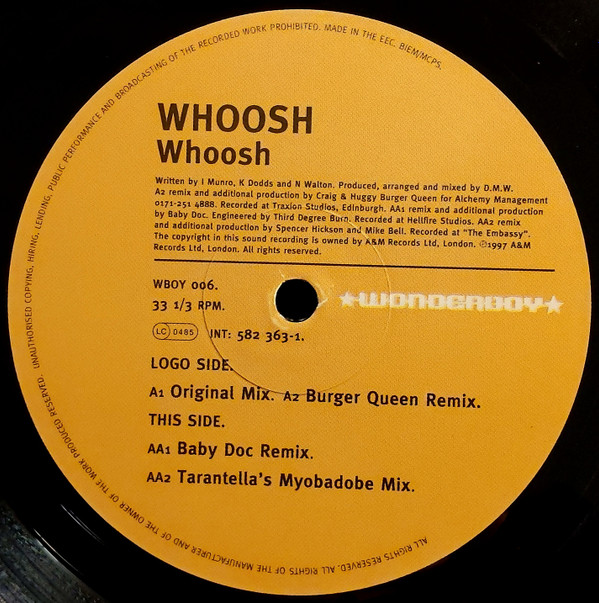 UNAUTHORISED COPYING, HIRING, LENDING, PUBLIC PERFORMANCE AND BROADCASTING OF THE RECORDED WORK PROHIBITED. MADE IN THE EEC. BIEM/MCPS.
WHOOSH
Whoosh
Written by I Munro, K Dodds and N Walton. Produced, arranged and mixed by D.M.W.
A2 remix and additional production by Craig & Huggy Burger Queen for Alchemy Management
0171-251 4888. Recorded at Traxion Studios, Edinburgh. AA1 remix and additional production
by Baby Doc. Engineered by Third Degree Burn. Recorded at Hellfire Studios. AA2 remix
and additional production by Spencer Hickson and Mike Bell. Recorded at "The Embassy".
The copyright in this sound recording is owned by A&M Records Ltd, London. ℗1997 A&M
Records Ltd, London. All rights reserved.
WBOY 006.
★WONDERBOY★
33 1/3 RPM.
LC 0485 INT: 582 363-1.
LOGO SIDE.
A1 Original Mix. A2 Burger Queen Remix.
THIS SIDE.
AA1 Baby Doc Remix.
AA2 Tarantella's Myobadobe Mix.
ALL RIGHTS RESERVED. ALL RIGHTS OF THE MANUFACTURER AND OF THE OWNER OF THE WORK PRODUCED RESERVED.